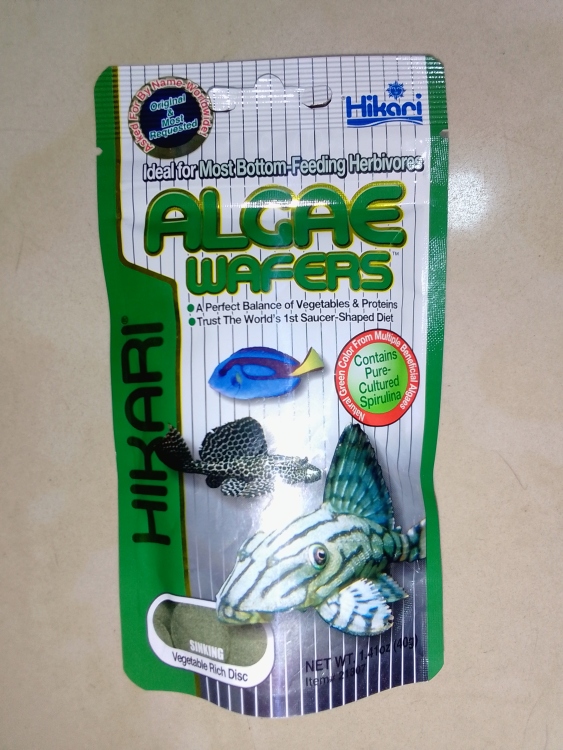 Asked For By Name-Worldwide!
Original
&
Most
Requested
Hikari
Ideal for Most Bottom-Feeding Herbivores
ALGAE
WAFERS™
A Perfect Balance of Vegetables & Proteins
Trust The World's 1st Saucer-Shaped Diet
Natural Green Color From Multiple Beneficial Algaes
Contains
Pure-
Cultured
Spirulina
HIKARI®
SINKING
Vegetable Rich Disc
NET WT. 1.41oz (40g)
Item#